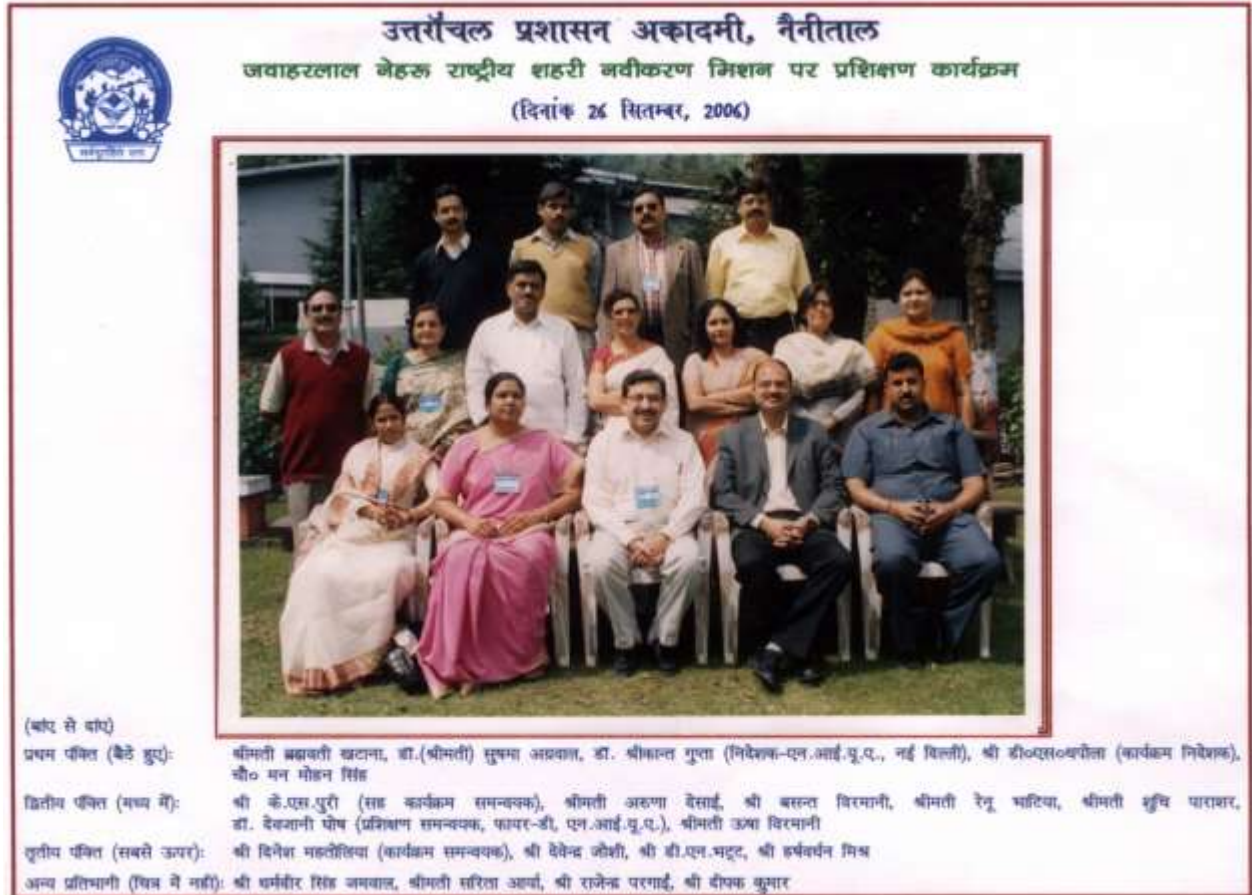 उत्तरॉचल प्रशासन अकादमी, नैनीताल
जवाहरलाल नेहरू राष्ट्रीय शहरी नवीकरण मिशन पर प्रशिक्षण कार्यक्रम
(दिनांक 26 सितम्बर, 2006)
(बांए से दांए)
प्रथम पंक्ति (बैठे हुए): श्रीमती ब्रह्मवती खटाना, डॉ.(श्रीमती) सुषमा अग्रवाल, डॉ. श्रीकान्त गुप्ता (निदेशक-एन.आई.यू.ए., नई दिल्ली), श्री डी०एस०थपौला (कार्यक्रम निदेशक),
चौ० मन मोहन सिंह
द्वितीय पंक्ति (मध्य में): श्री के.एस.पुरी (सह कार्यक्रम समन्वयक), श्रीमती अरुणा देसाई, श्री बसन्त विरमानी, श्रीमती रेनू भाटिया, श्रीमती शुचि पाराशर,
डॉ. देवजानी घोष (प्रशिक्षण समन्वयक, फायर-डी, एन.आई.यू.ए.), श्रीमती ऊषा विरमानी
तृतीय पंक्ति (सबसे ऊपर): श्री दिनेश महतोलिया (कार्यक्रम समन्वयक), श्री देवेन्द्र जोशी, श्री डी.एन.भट्ट, श्री हर्षवर्धन मिश्र
अन्य प्रतिभागी (चित्र में नहीं): श्री धर्मवीर सिंह जमवाल, श्रीमती सरिता आर्या, श्री राजेन्द्र परगाई, श्री दीपक कुमार